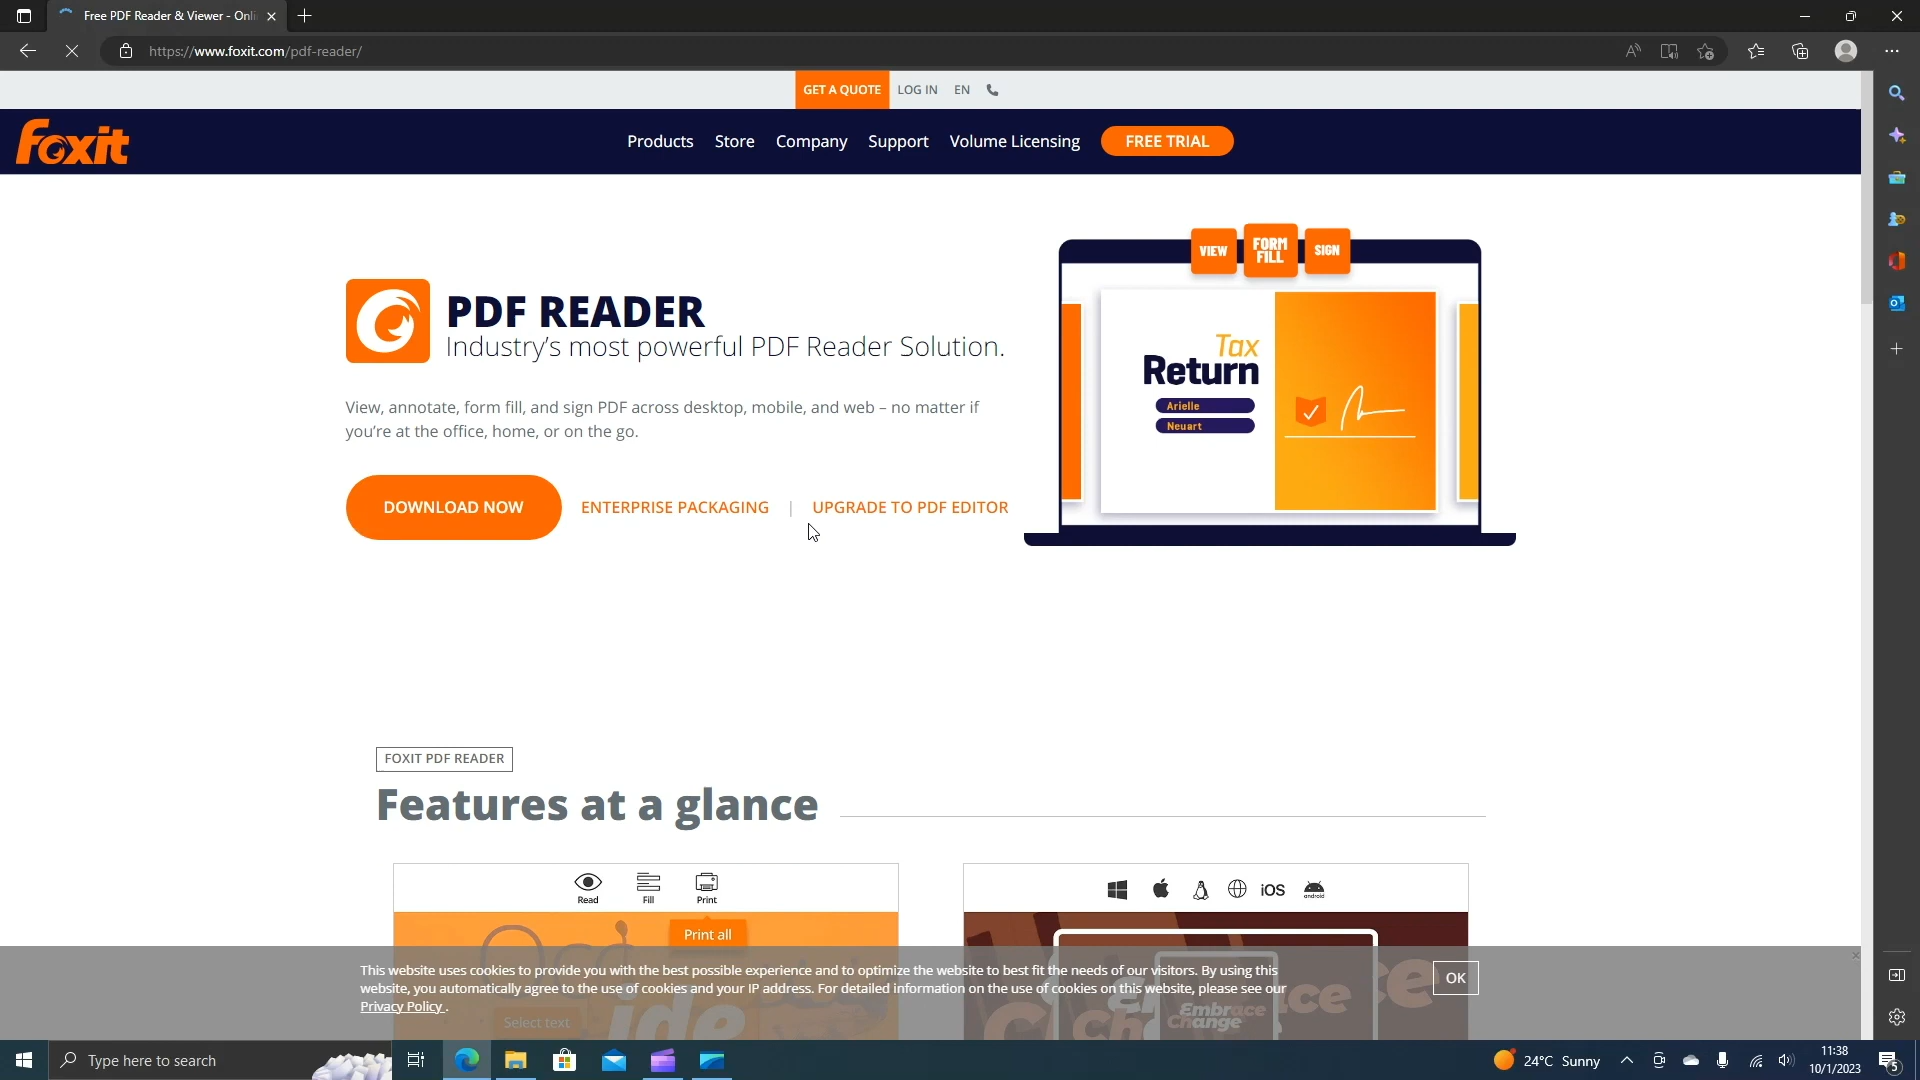 Free PDF Reader & Viewer - Onli
https://www.foxit.com/pdf-reader/
GET A QUOTE LOG IN EN
Foxit
Products Store Company Support Volume Licensing FREE TRIAL
VIEW FORM FILL SIGN
PDF READER
Industry's most powerful PDF Reader Solution.
Tax
Return
Arielle
Neuart
View, annotate, form fill, and sign PDF across desktop, mobile, and web – no matter if
you're at the office, home, or on the go.
DOWNLOAD NOW ENTERPRISE PACKAGING | UPGRADE TO PDF EDITOR
FOXIT PDF READER
Features at a glance
Read Fill Print
iOS android
Print all
This website uses cookies to provide you with the best possible experience and to optimize the website to best fit the needs of our visitors. By using this
website, you automatically agree to the use of cookies and your IP address. For detailed information on the use of cookies on this website, please see our
Privacy Policy .
OK
Select text
Embrace
Change
Type here to search
24°C Sunny
11:38
10/1/2023
5